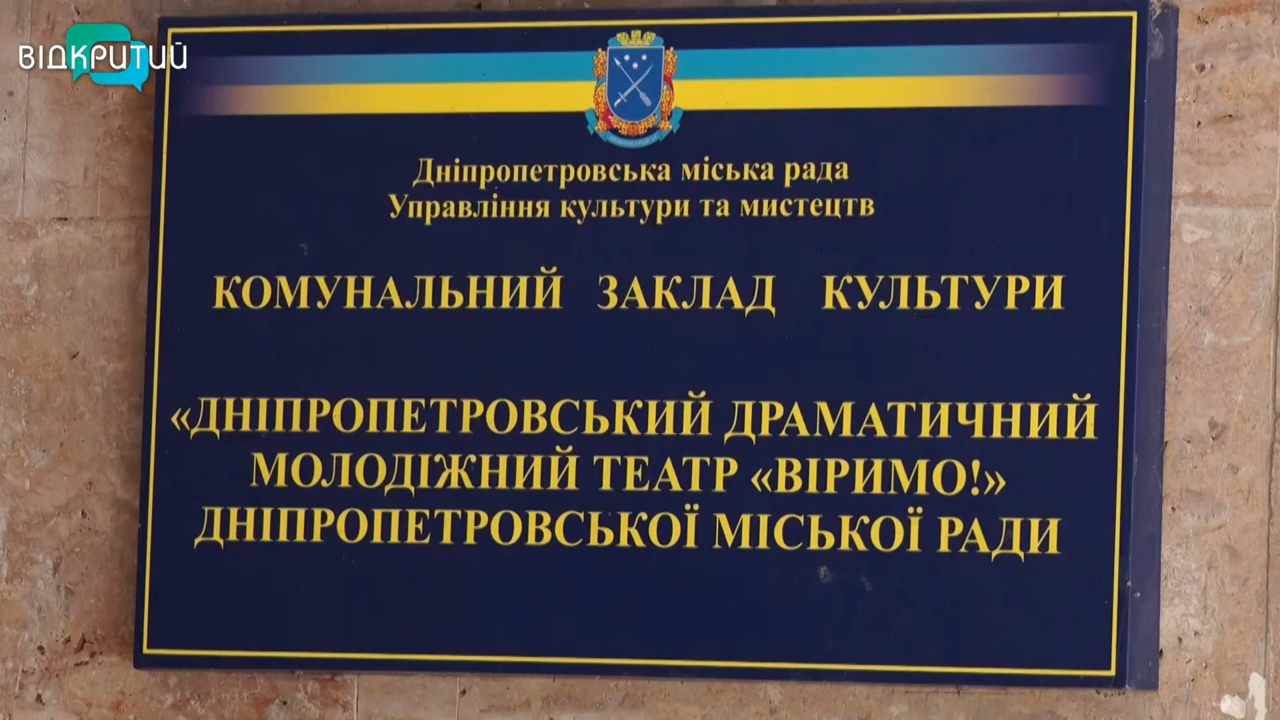 ВІДКРИТИЙ
Дніпропетровська міська рада
Управління культури та мистецтв
КОМУНАЛЬНИЙ ЗАКЛАД КУЛЬТУРИ
«ДНІПРОПЕТРОВСЬКИЙ ДРАМАТИЧНИЙ
МОЛОДІЖНИЙ ТЕАТР «ВІРИМО!»
ДНІПРОПЕТРОВСЬКОЇ МІСЬКОЇ РАДИ